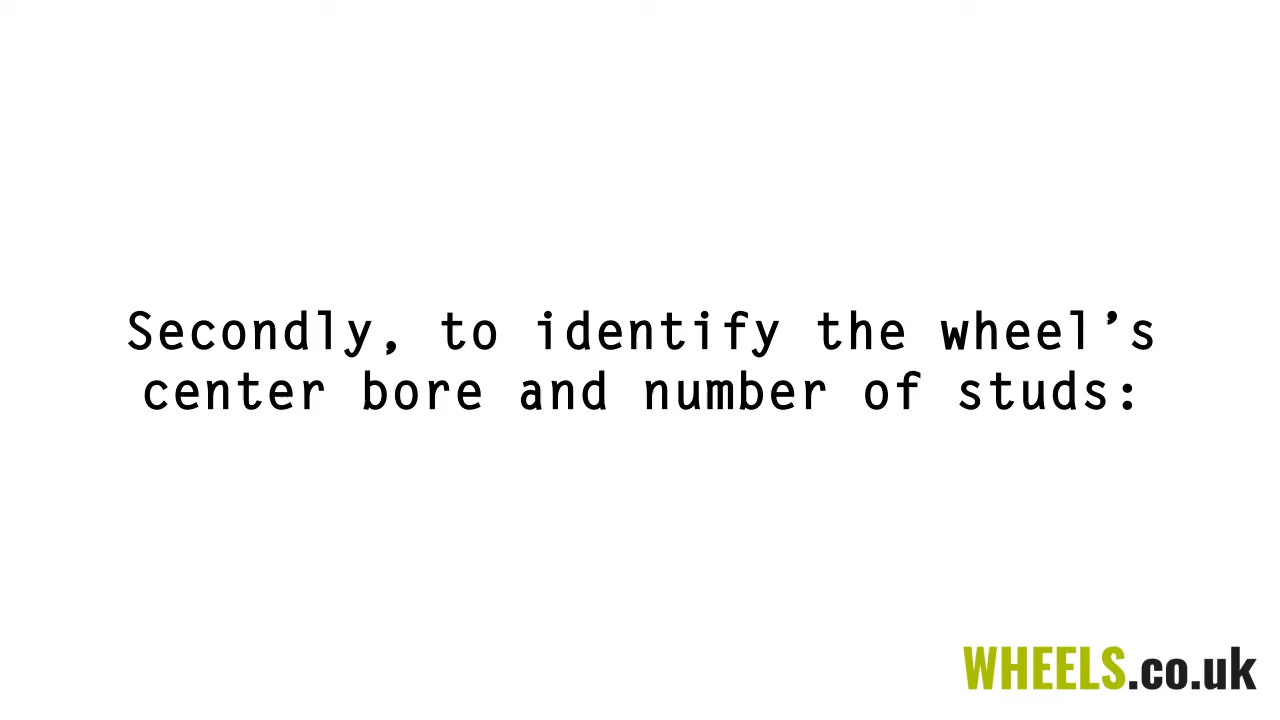 Secondly, to identify the wheel’s
center bore and number of studs:
WHEELS.co.uk